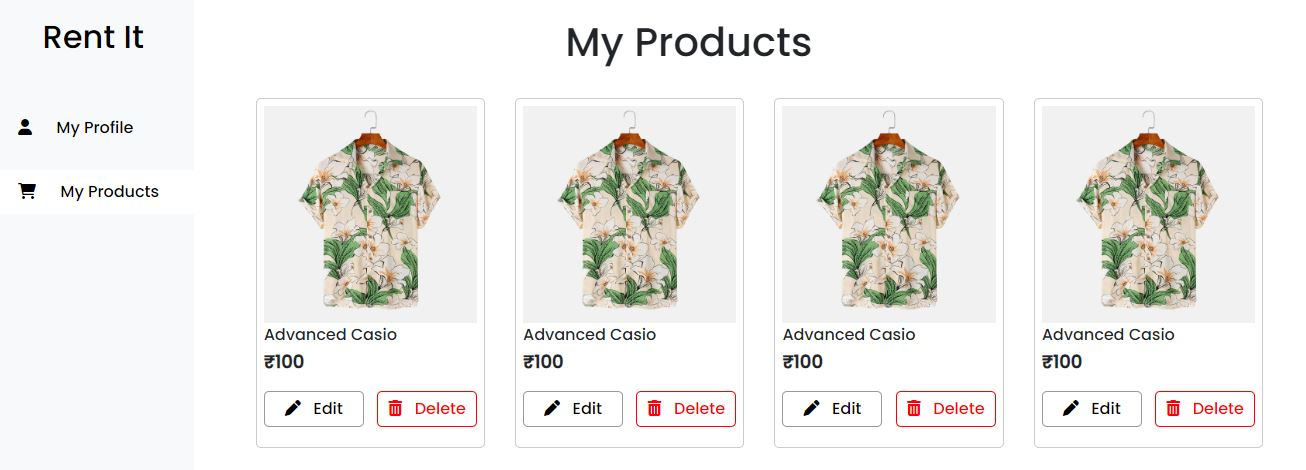 Rent It
My Profile
My Products
My Products
Advanced Casio
₹100
Edit
Delete
Advanced Casio
₹100
Edit
Delete
Advanced Casio
₹100
Edit
Delete
Advanced Casio
₹100
Edit
Delete